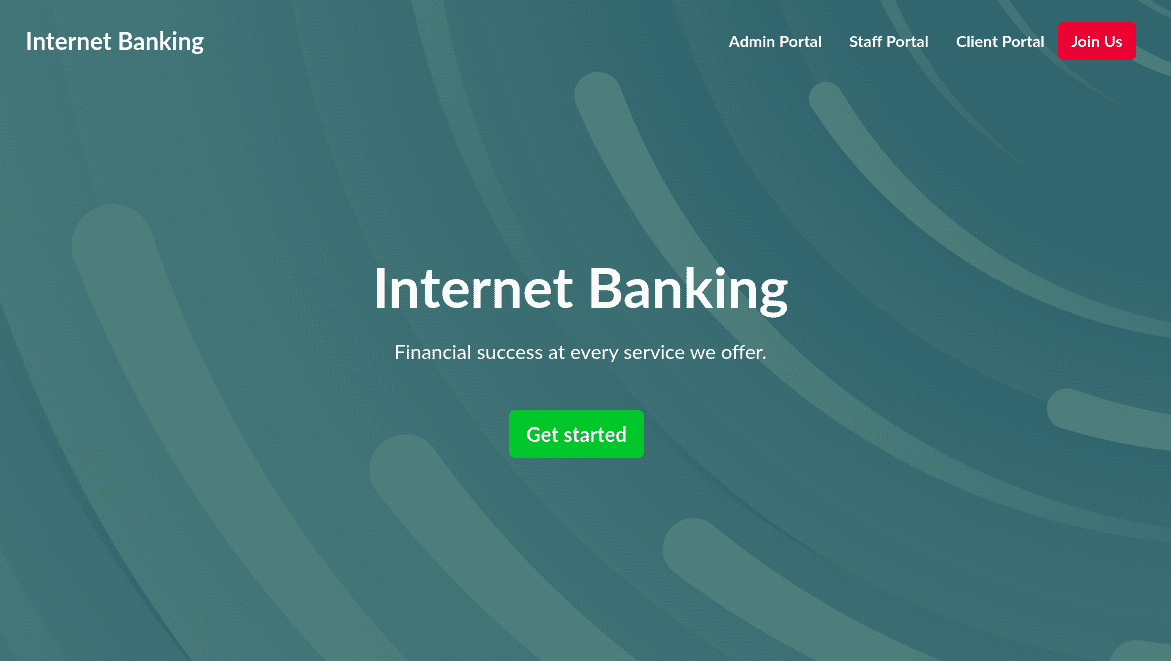 Internet Banking
Admin Portal Staff Portal Client Portal Join Us
Internet Banking
Financial success at every service we offer.
Get started